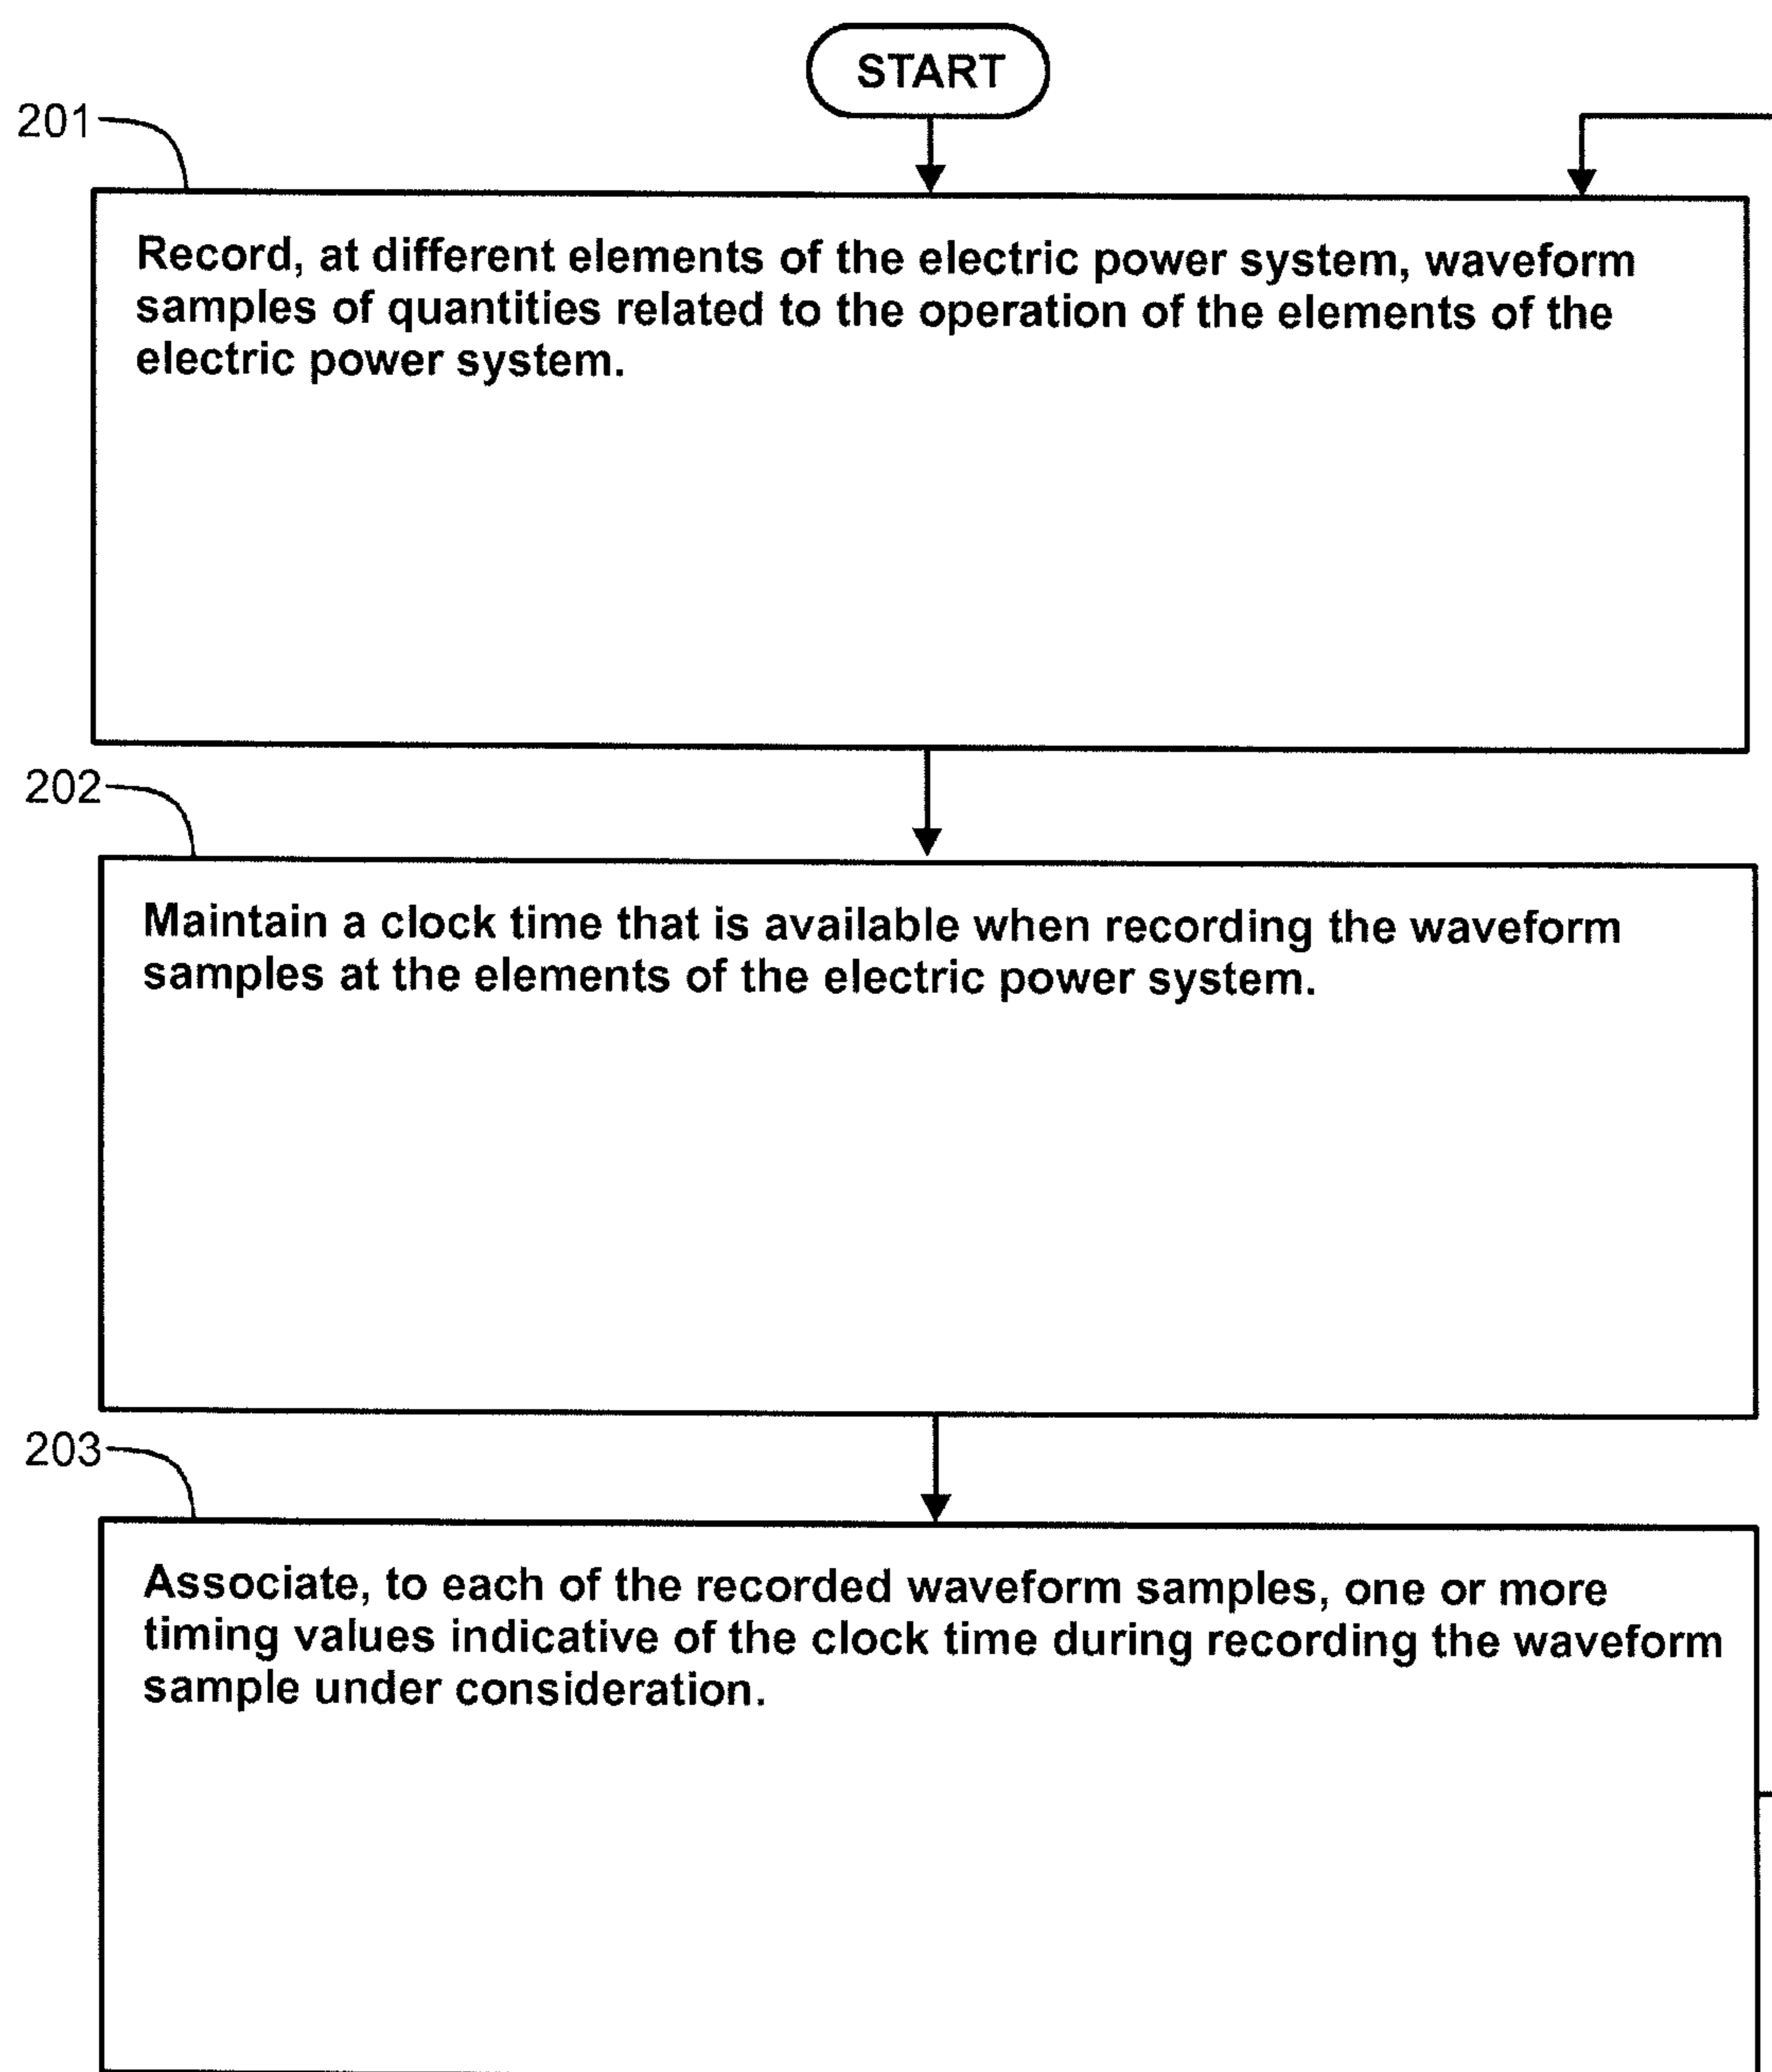 START
201
Record, at different elements of the electric power system, waveform
samples of quantities related to the operation of the elements of the
electric power system.
202
Maintain a clock time that is available when recording the waveform
samples at the elements of the electric power system.
203
Associate, to each of the recorded waveform samples, one or more
timing values indicative of the clock time during recording the waveform
sample under consideration.